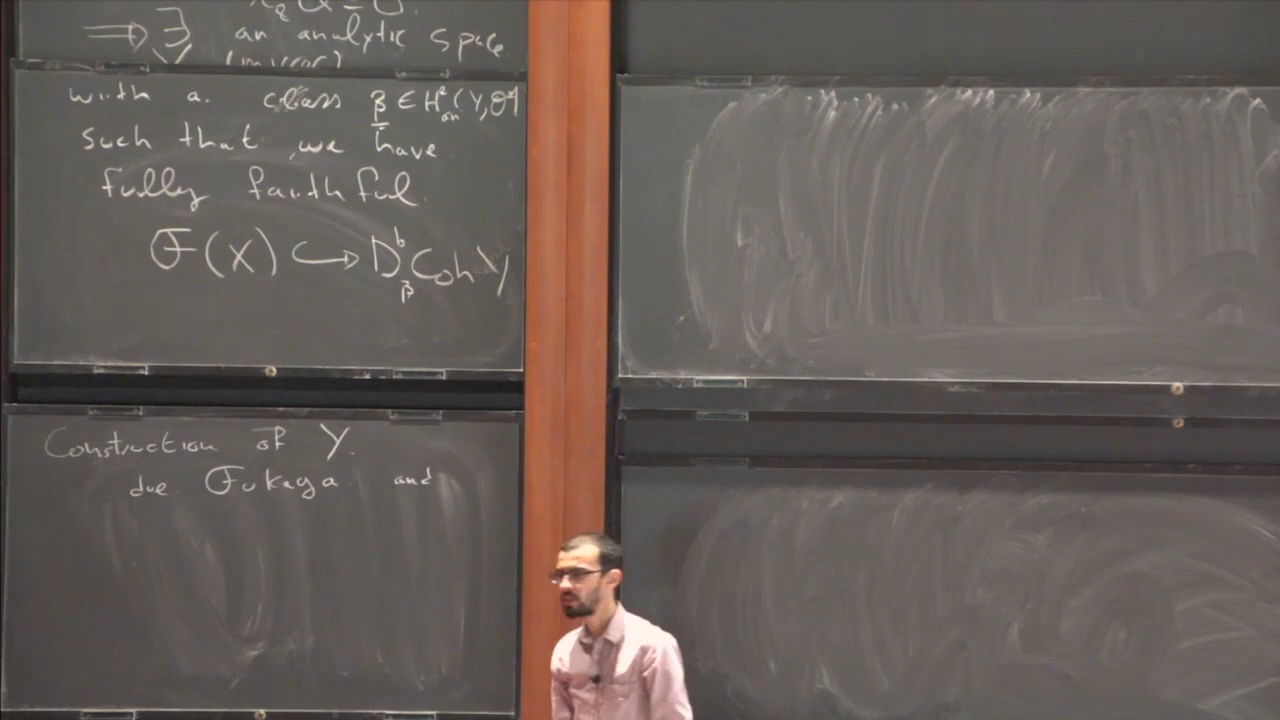 ⟹ ∃ an analytic space
(mirror)
with a class β ∈ H²an(Y, O*)
such that we have
fully faithful
F(X) ↪ Dᵇβ Coh Y
Construction of Y.
due Fukaya and